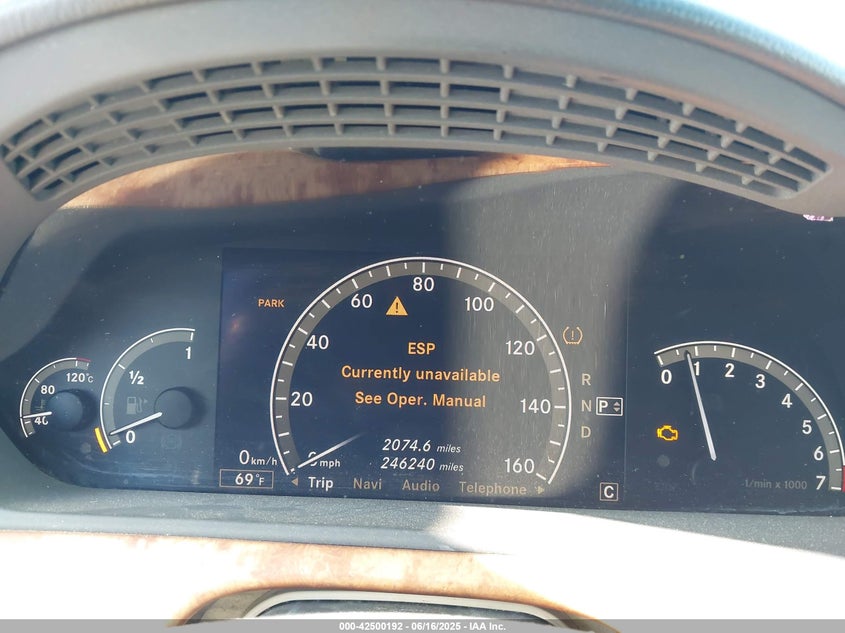 PARK
ESP
Currently unavailable
See Oper. Manual
2074.6 miles
246240 miles
0 km/h
69°F
0 mph
20
40
60
80
100
120
140
160
Trip Navi Audio Telephone
R
N P
D
C
120°C
80
40
1
1/2
0
0 1 2 3 4 5 6 7
1/min x 1000
000-42500192 - 06/16/2025 - IAA Inc.